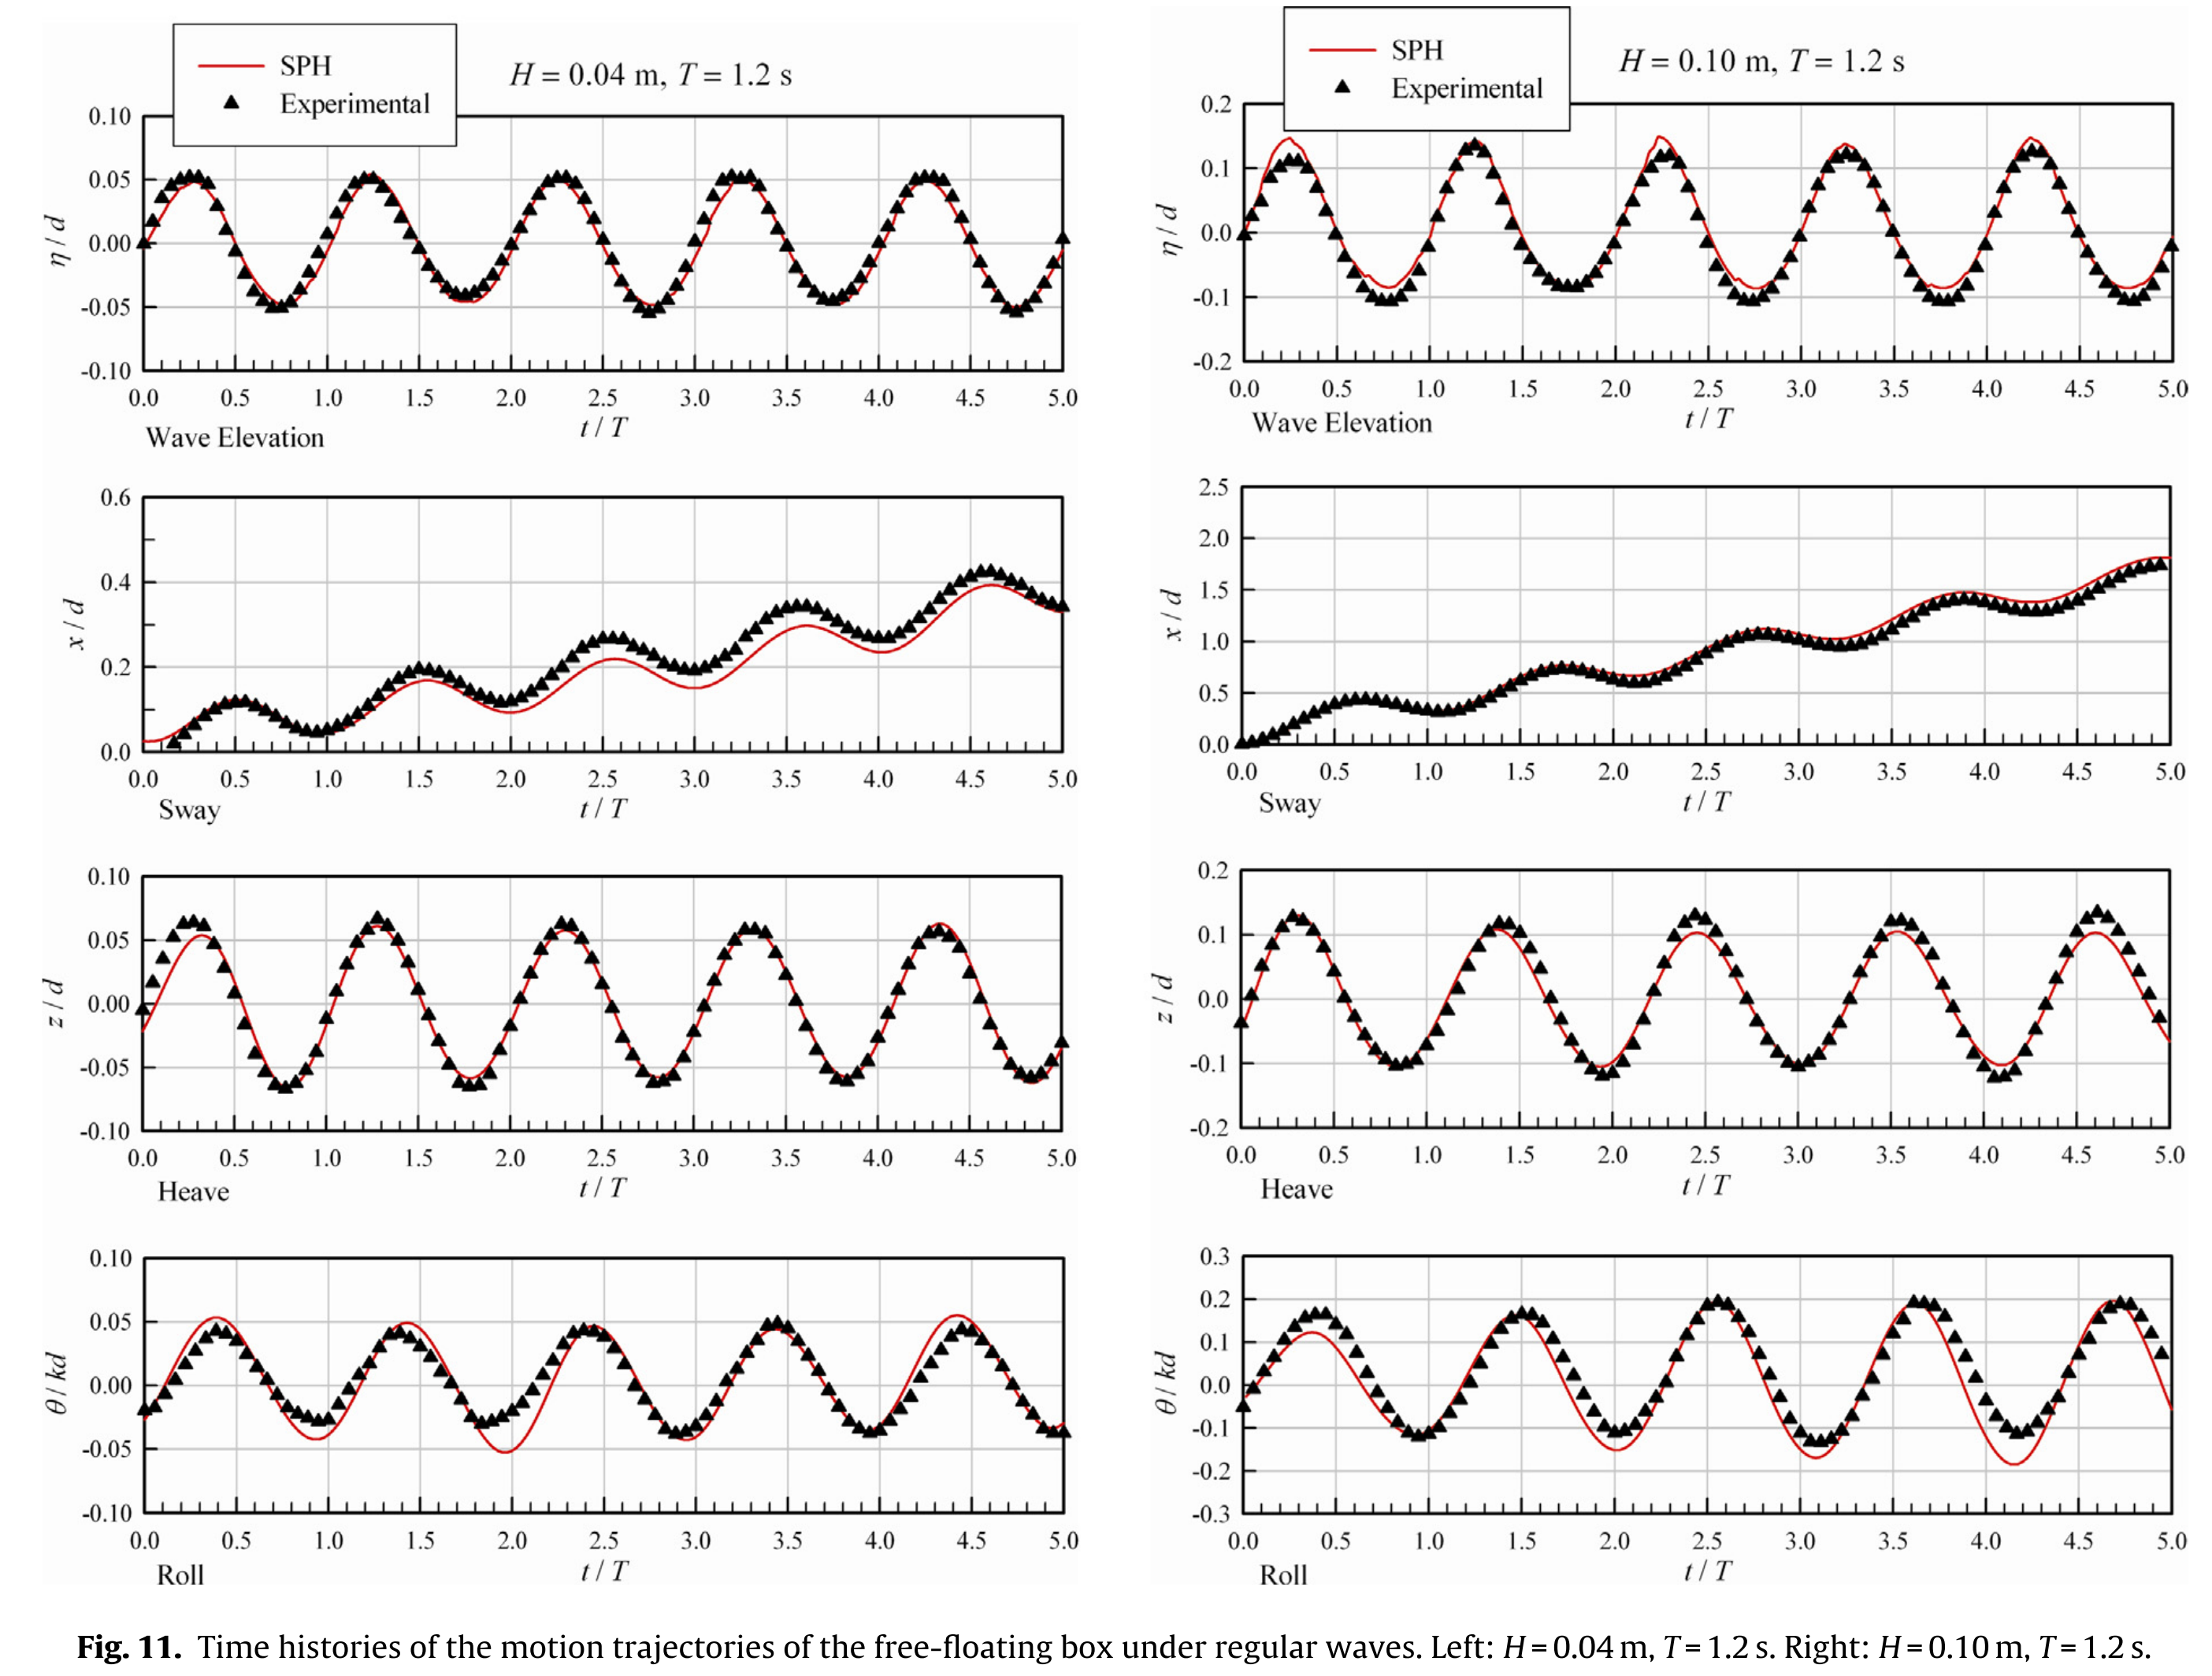 SPH
Experimental
H = 0.04 m, T = 1.2 s
0.10
0.05
0.00
-0.05
-0.10
η / d
0.0 0.5 1.0 1.5 2.0 2.5 3.0 3.5 4.0 4.5 5.0
t / T
Wave Elevation
0.6
0.4
0.2
0.0
x / d
0.0 0.5 1.0 1.5 2.0 2.5 3.0 3.5 4.0 4.5 5.0
t / T
Sway
0.10
0.05
0.00
-0.05
-0.10
z / d
0.0 0.5 1.0 1.5 2.0 2.5 3.0 3.5 4.0 4.5 5.0
t / T
Heave
0.10
0.05
0.00
-0.05
-0.10
θ / kd
0.0 0.5 1.0 1.5 2.0 2.5 3.0 3.5 4.0 4.5 5.0
t / T
Roll
SPH
Experimental
H = 0.10 m, T = 1.2 s
0.2
0.1
0.0
-0.1
-0.2
η / d
0.0 0.5 1.0 1.5 2.0 2.5 3.0 3.5 4.0 4.5 5.0
t / T
Wave Elevation
2.5
2.0
1.5
1.0
0.5
0.0
x / d
0.0 0.5 1.0 1.5 2.0 2.5 3.0 3.5 4.0 4.5 5.0
t / T
Sway
0.2
0.1
0.0
-0.1
-0.2
z / d
0.0 0.5 1.0 1.5 2.0 2.5 3.0 3.5 4.0 4.5 5.0
t / T
Heave
0.3
0.2
0.1
0.0
-0.1
-0.2
-0.3
θ / kd
0.0 0.5 1.0 1.5 2.0 2.5 3.0 3.5 4.0 4.5 5.0
t / T
Roll
Fig. 11. Time histories of the motion trajectories of the free-floating box under regular waves. Left: H = 0.04 m, T = 1.2 s. Right: H = 0.10 m, T = 1.2 s.